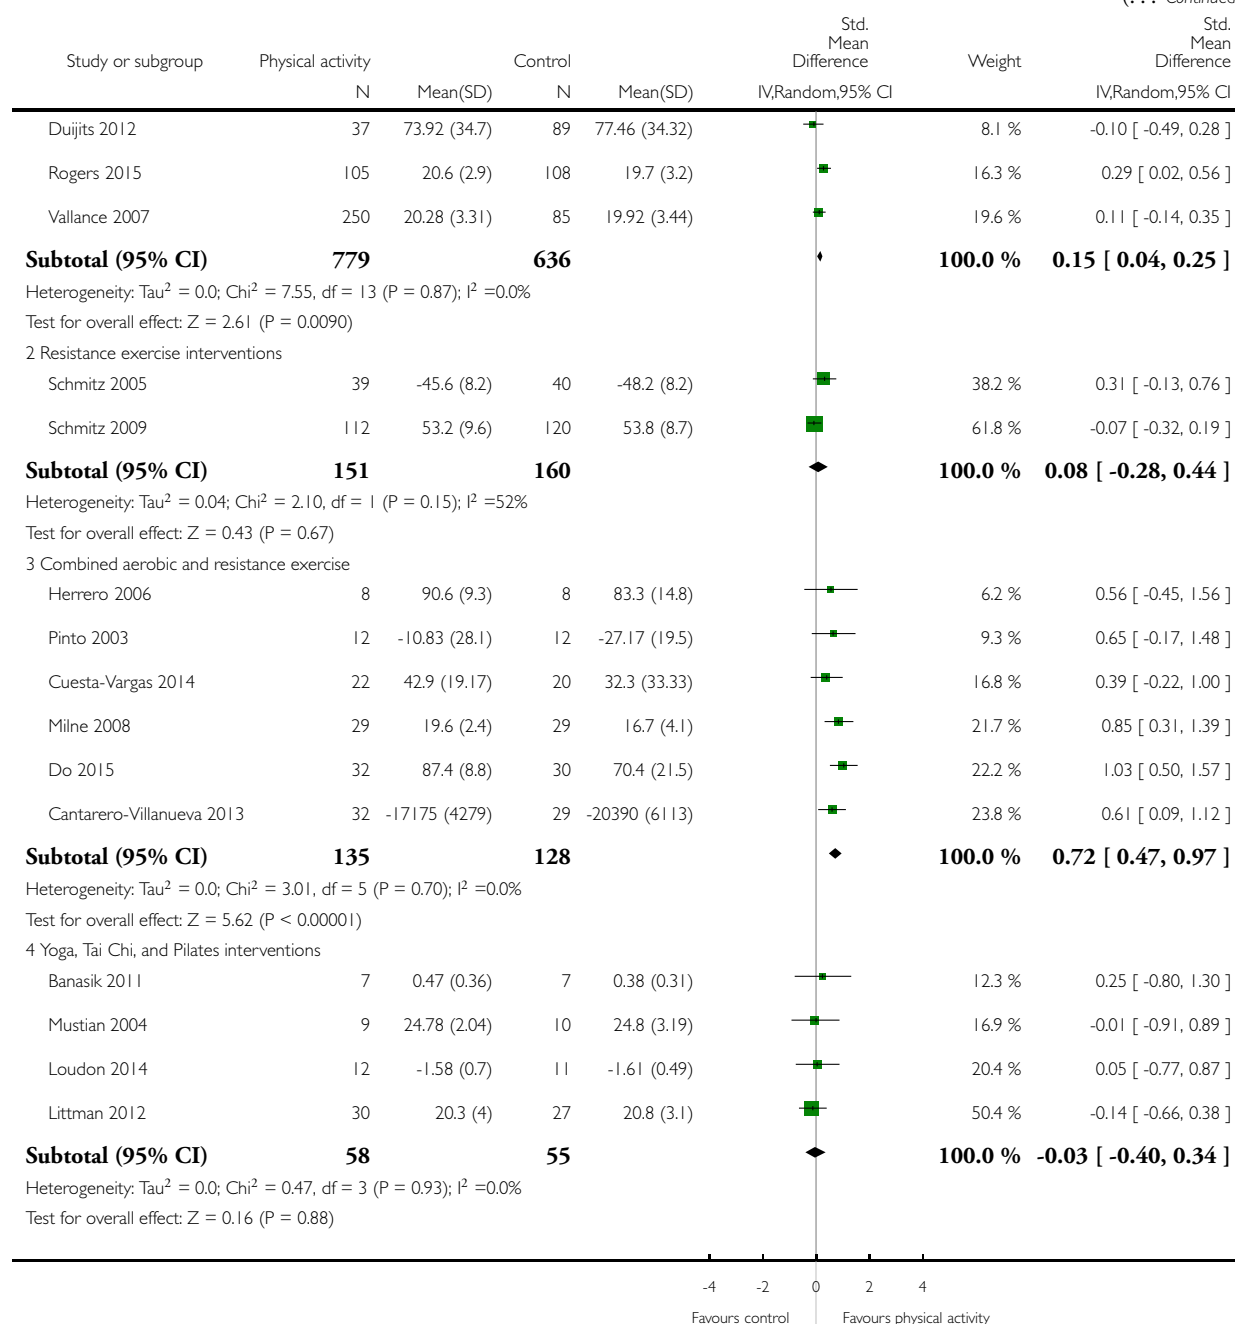 (. . . Continued
Std. Mean Difference Std. Mean Difference
Study or subgroup Physical activity Control Weight
N Mean(SD) N Mean(SD) IV,Random,95% CI IV,Random,95% CI
Duijits 2012 37 73.92 (34.7) 89 77.46 (34.32) 8.1 % -0.10 [ -0.49, 0.28 ]
Rogers 2015 105 20.6 (2.9) 108 19.7 (3.2) 16.3 % 0.29 [ 0.02, 0.56 ]
Vallance 2007 250 20.28 (3.31) 85 19.92 (3.44) 19.6 % 0.11 [ -0.14, 0.35 ]
Subtotal (95% CI) 779 636 100.0 % 0.15 [ 0.04, 0.25 ]
Heterogeneity: Tau² = 0.0; Chi² = 7.55, df = 13 (P = 0.87); I² =0.0%
Test for overall effect: Z = 2.61 (P = 0.0090)
2 Resistance exercise interventions
Schmitz 2005 39 -45.6 (8.2) 40 -48.2 (8.2) 38.2 % 0.31 [ -0.13, 0.76 ]
Schmitz 2009 112 53.2 (9.6) 120 53.8 (8.7) 61.8 % -0.07 [ -0.32, 0.19 ]
Subtotal (95% CI) 151 160 100.0 % 0.08 [ -0.28, 0.44 ]
Heterogeneity: Tau² = 0.04; Chi² = 2.10, df = 1 (P = 0.15); I² =52%
Test for overall effect: Z = 0.43 (P = 0.67)
3 Combined aerobic and resistance exercise
Herrero 2006 8 90.6 (9.3) 8 83.3 (14.8) 6.2 % 0.56 [ -0.45, 1.56 ]
Pinto 2003 12 -10.83 (28.1) 12 -27.17 (19.5) 9.3 % 0.65 [ -0.17, 1.48 ]
Cuesta-Vargas 2014 22 42.9 (19.17) 20 32.3 (33.33) 16.8 % 0.39 [ -0.22, 1.00 ]
Milne 2008 29 19.6 (2.4) 29 16.7 (4.1) 21.7 % 0.85 [ 0.31, 1.39 ]
Do 2015 32 87.4 (8.8) 30 70.4 (21.5) 22.2 % 1.03 [ 0.50, 1.57 ]
Cantarero-Villanueva 2013 32 -17175 (4279) 29 -20390 (6113) 23.8 % 0.61 [ 0.09, 1.12 ]
Subtotal (95% CI) 135 128 100.0 % 0.72 [ 0.47, 0.97 ]
Heterogeneity: Tau² = 0.0; Chi² = 3.01, df = 5 (P = 0.70); I² =0.0%
Test for overall effect: Z = 5.62 (P < 0.00001)
4 Yoga, Tai Chi, and Pilates interventions
Banasik 2011 7 0.47 (0.36) 7 0.38 (0.31) 12.3 % 0.25 [ -0.80, 1.30 ]
Mustian 2004 9 24.78 (2.04) 10 24.8 (3.19) 16.9 % -0.01 [ -0.91, 0.89 ]
Loudon 2014 12 -1.58 (0.7) 11 -1.61 (0.49) 20.4 % 0.05 [ -0.77, 0.87 ]
Littman 2012 30 20.3 (4) 27 20.8 (3.1) 50.4 % -0.14 [ -0.66, 0.38 ]
Subtotal (95% CI) 58 55 100.0 % -0.03 [ -0.40, 0.34 ]
Heterogeneity: Tau² = 0.0; Chi² = 0.47, df = 3 (P = 0.93); I² =0.0%
Test for overall effect: Z = 0.16 (P = 0.88)
-4 -2 0 2 4
Favours control Favours physical activity